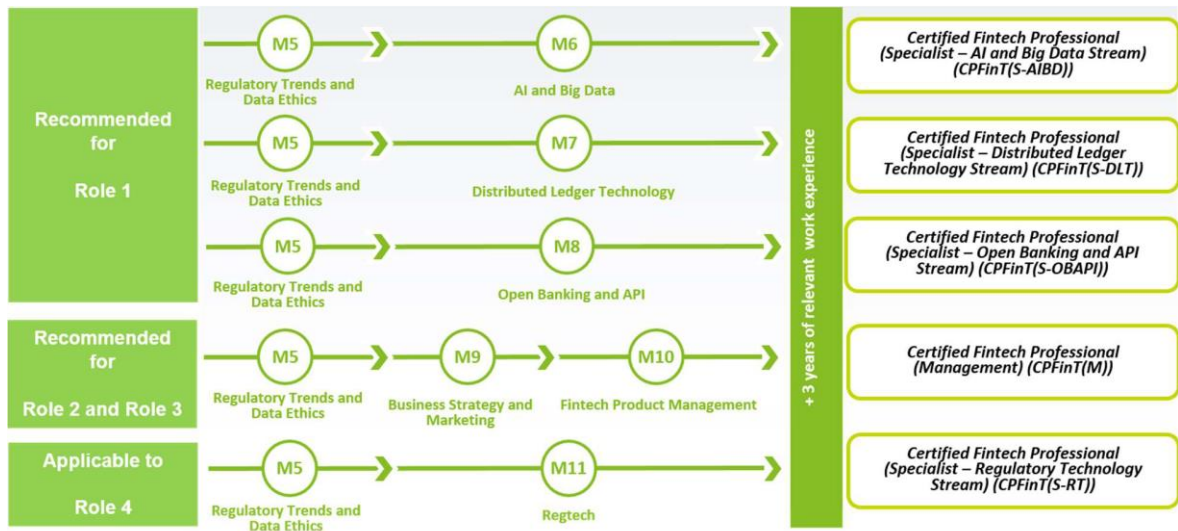 Recommended
for
Role 1
M5
Regulatory Trends and
Data Ethics
M6
AI and Big Data
M5
Regulatory Trends and
Data Ethics
M7
Distributed Ledger Technology
M5
Regulatory Trends and
Data Ethics
M8
Open Banking and API
Recommended
for
Role 2 and Role 3
M5
Regulatory Trends and
Data Ethics
M9
Business Strategy and
Marketing
M10
Fintech Product Management
Applicable to
Role 4
M5
Regulatory Trends and
Data Ethics
M11
Regtech
+ 3 years of relevant work experience
Certified Fintech Professional
(Specialist – AI and Big Data Stream)
(CPFinT(S-AIBD))
Certified Fintech Professional
(Specialist – Distributed Ledger
Technology Stream) (CPFinT(S-DLT))
Certified Fintech Professional
(Specialist – Open Banking and API
Stream) (CPFinT(S-OBAPI))
Certified Fintech Professional
(Management) (CPFinT(M))
Certified Fintech Professional
(Specialist – Regulatory Technology
Stream) (CPFinT(S-RT))